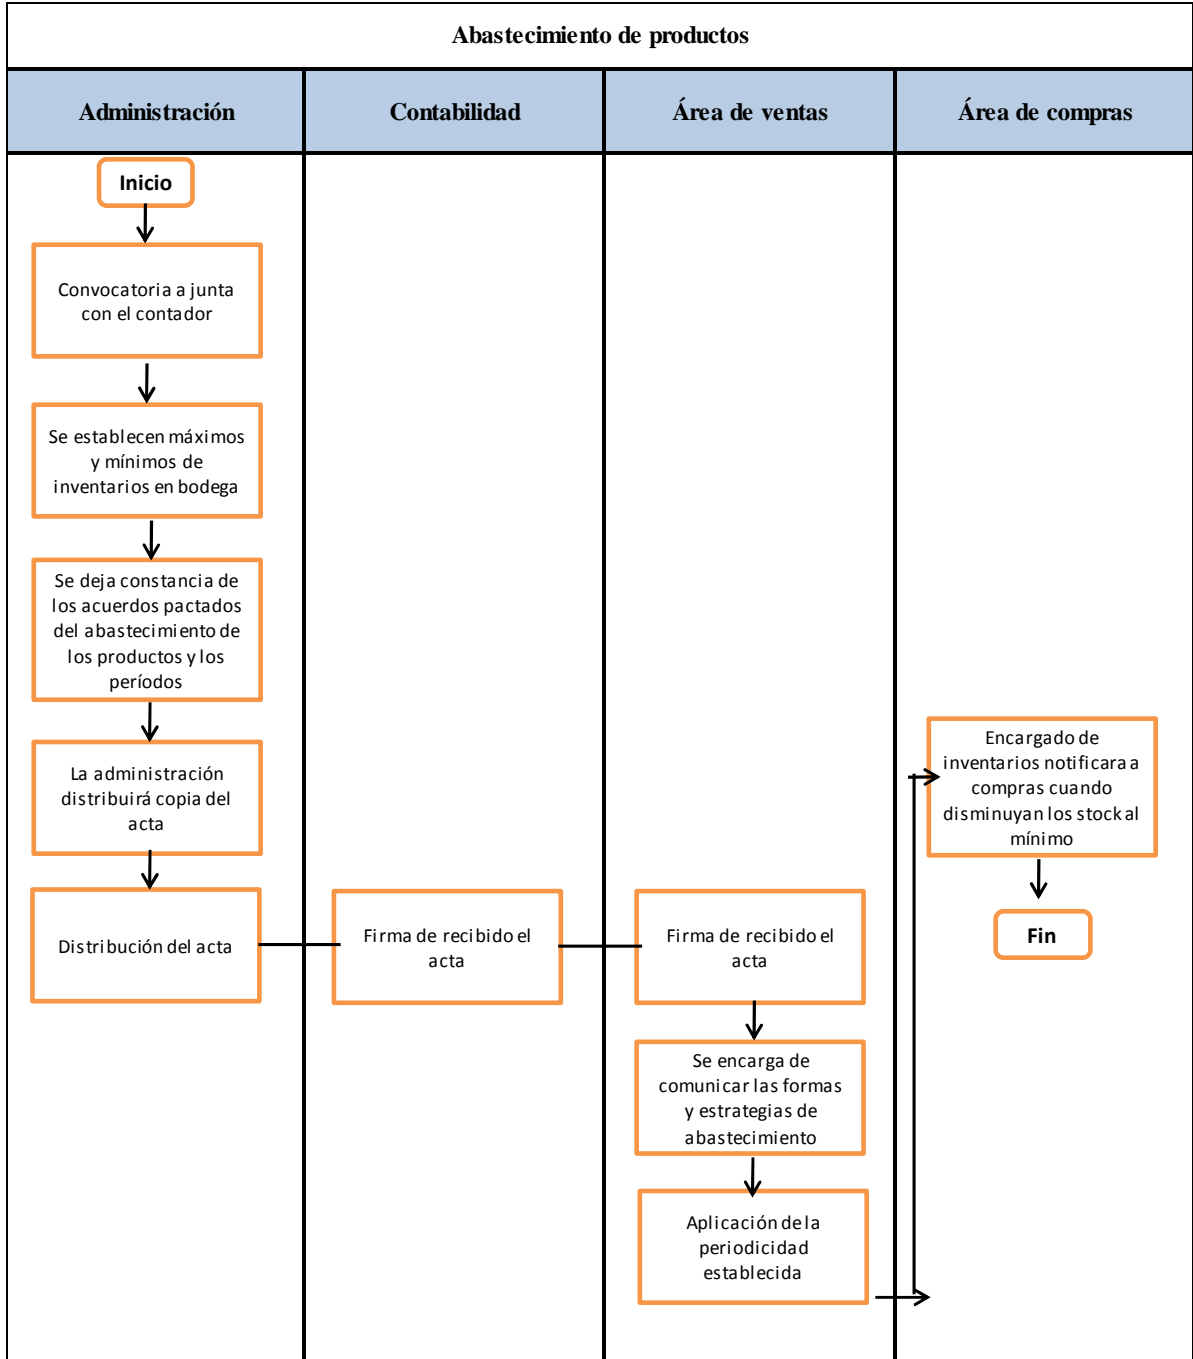 Abastecimiento de productos
Administración
Contabilidad
Área de ventas
Área de compras
Inicio
Convocatoria a junta
con el contador
Se establecen máximos
y mínimos de
inventarios en bodega
Se deja constancia de
los acuerdos pactados
del abastecimiento de
los productos y los
períodos
La administración
distribuirá copia del
acta
Distribución del acta
Firma de recibido el
acta
Firma de recibido el
acta
Se encarga de
comunicar las formas
y estrategias de
abastecimiento
Aplicación de la
periodicidad
establecida
Encargado de
inventarios notificara a
compras cuando
disminuyan los stock al
mínimo
Fin